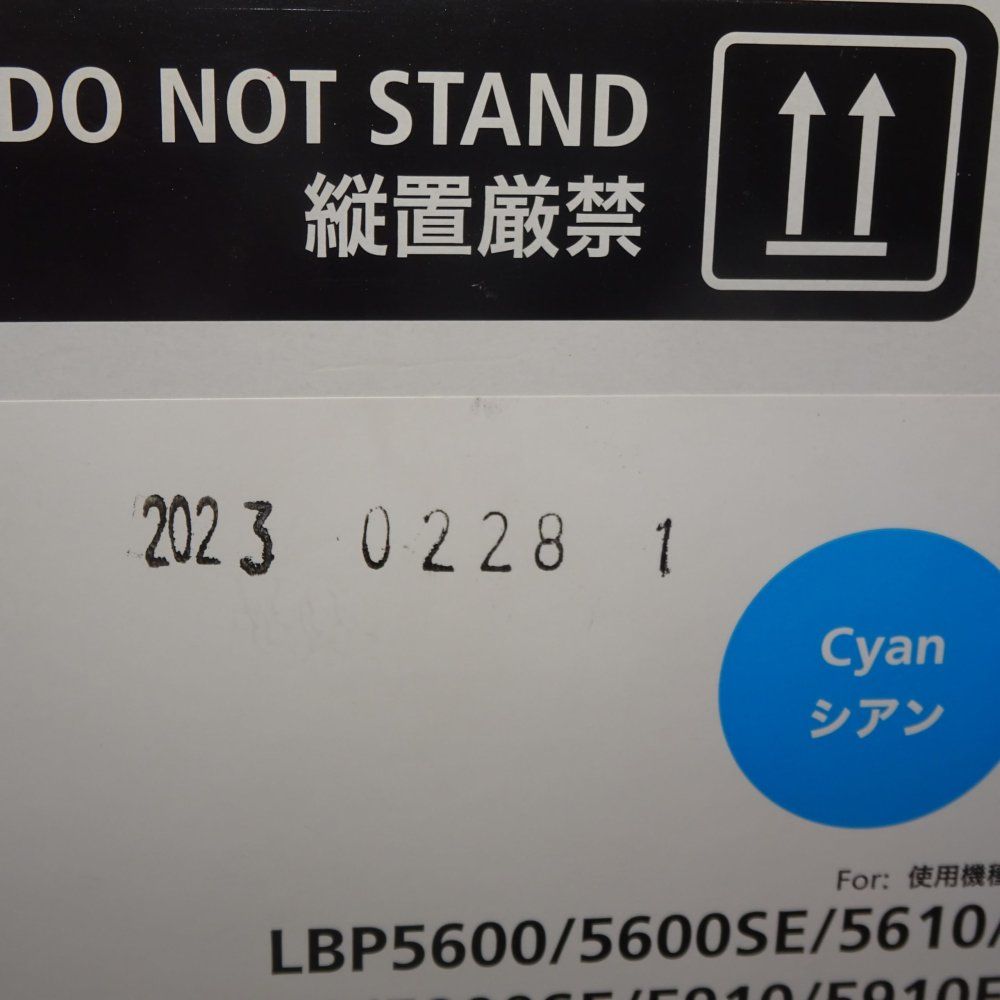 DO NOT STAND
縦置厳禁
2023 0228 1
Cyan
シアン
For: 使用機種
LBP5600/5600SE/5610/